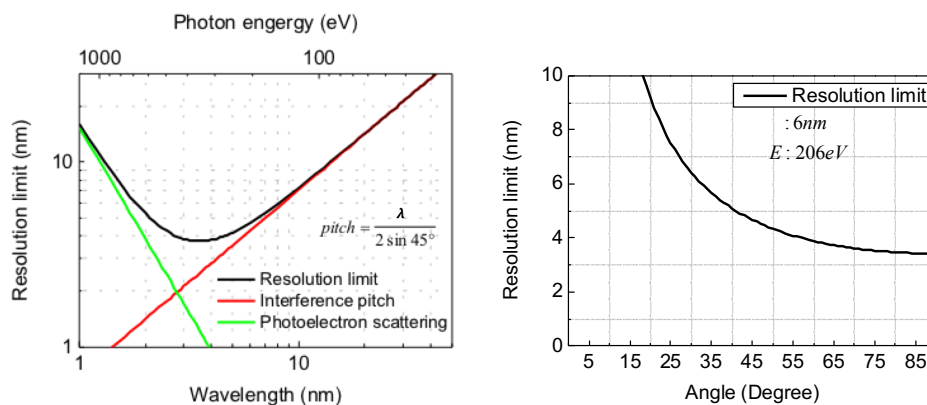 Photon engergy (eV)
1000 100
Resolution limit (nm)
10
1
pitch = λ / 2 sin 45°
Resolution limit
Interference pitch
Photoelectron scattering
1 10
Wavelength (nm)
Resolution limit (nm)
10
8
6
4
2
0
Resolution limit
: 6nm
E : 206eV
5 15 25 35 45 55 65 75 85
Angle (Degree)